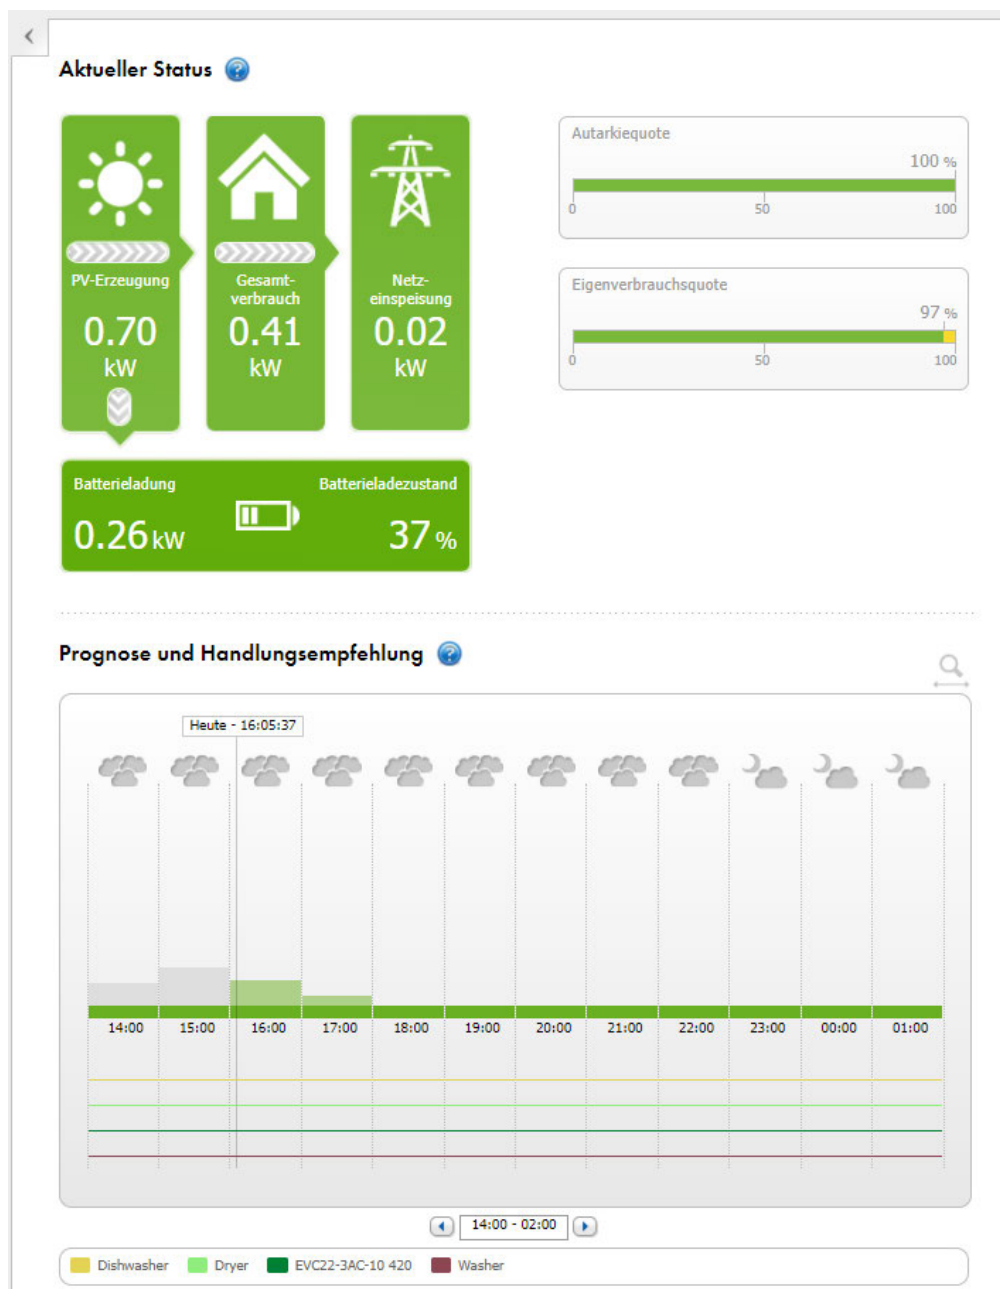 Aktueller Status
PV-Erzeugung
0.70
kW
Gesamt-
verbrauch
0.41
kW
Netz-
einspeisung
0.02
kW
Autarkiequote
100 %
0 50 100
Eigenverbrauchsquote
97 %
0 50 100
Batterieladung
0.26 kW
Batterieladezustand
37 %
Prognose und Handlungsempfehlung
Heute - 16:05:37
14:00 15:00 16:00 17:00 18:00 19:00 20:00 21:00 22:00 23:00 00:00 01:00
14:00 - 02:00
Dishwasher Dryer EVC22-3AC-10 420 Washer